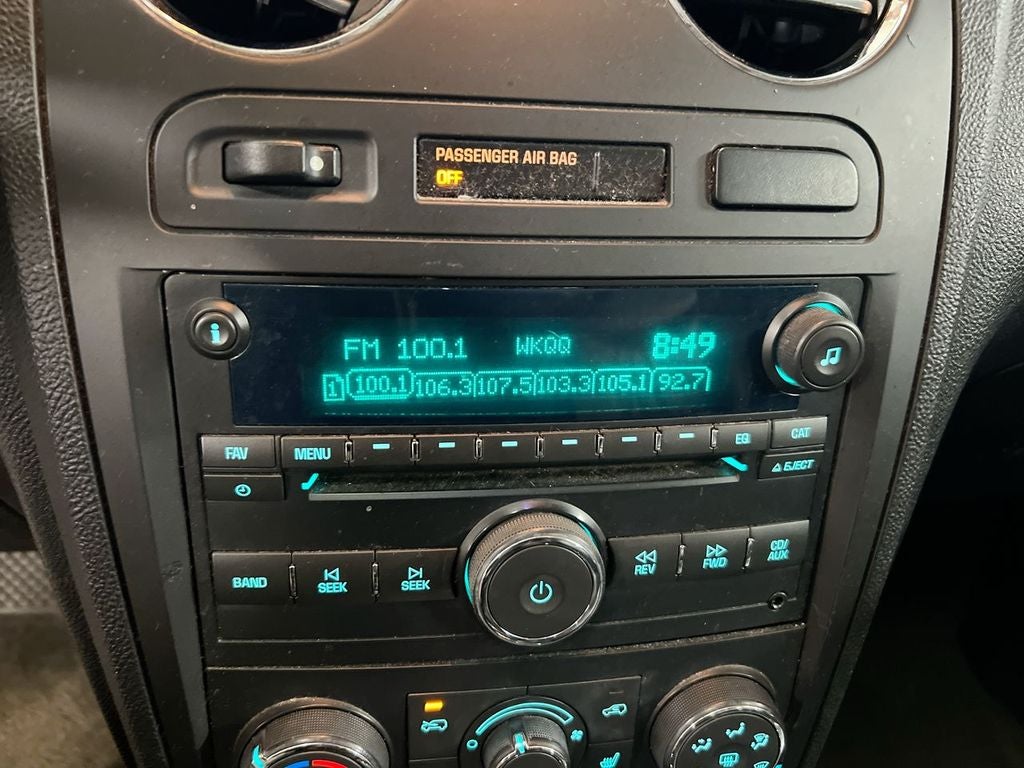 PASSENGER AIR BAG
OFF
i
FM 100.1 WKQQ 8:49
1 100.1 106.3 107.5 103.3 105.1 92.7
FAV MENU EQ CAT
EJECT
BAND SEEK SEEK REV FWD CD/AUX